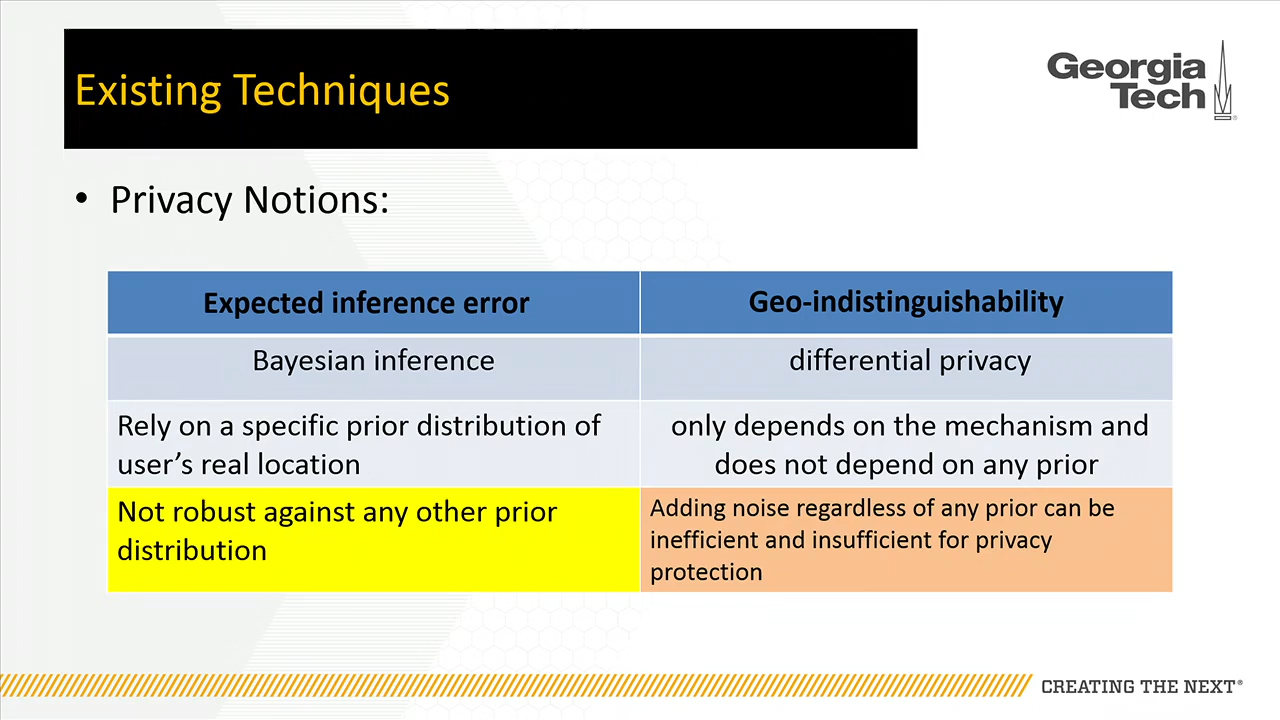 Existing Techniques
Georgia
Tech
• Privacy Notions:
Expected inference error
Geo-indistinguishability
Bayesian inference
differential privacy
Rely on a specific prior distribution of
user’s real location
only depends on the mechanism and
does not depend on any prior
Not robust against any other prior
distribution
Adding noise regardless of any prior can be
inefficient and insufficient for privacy
protection
CREATING THE NEXT®